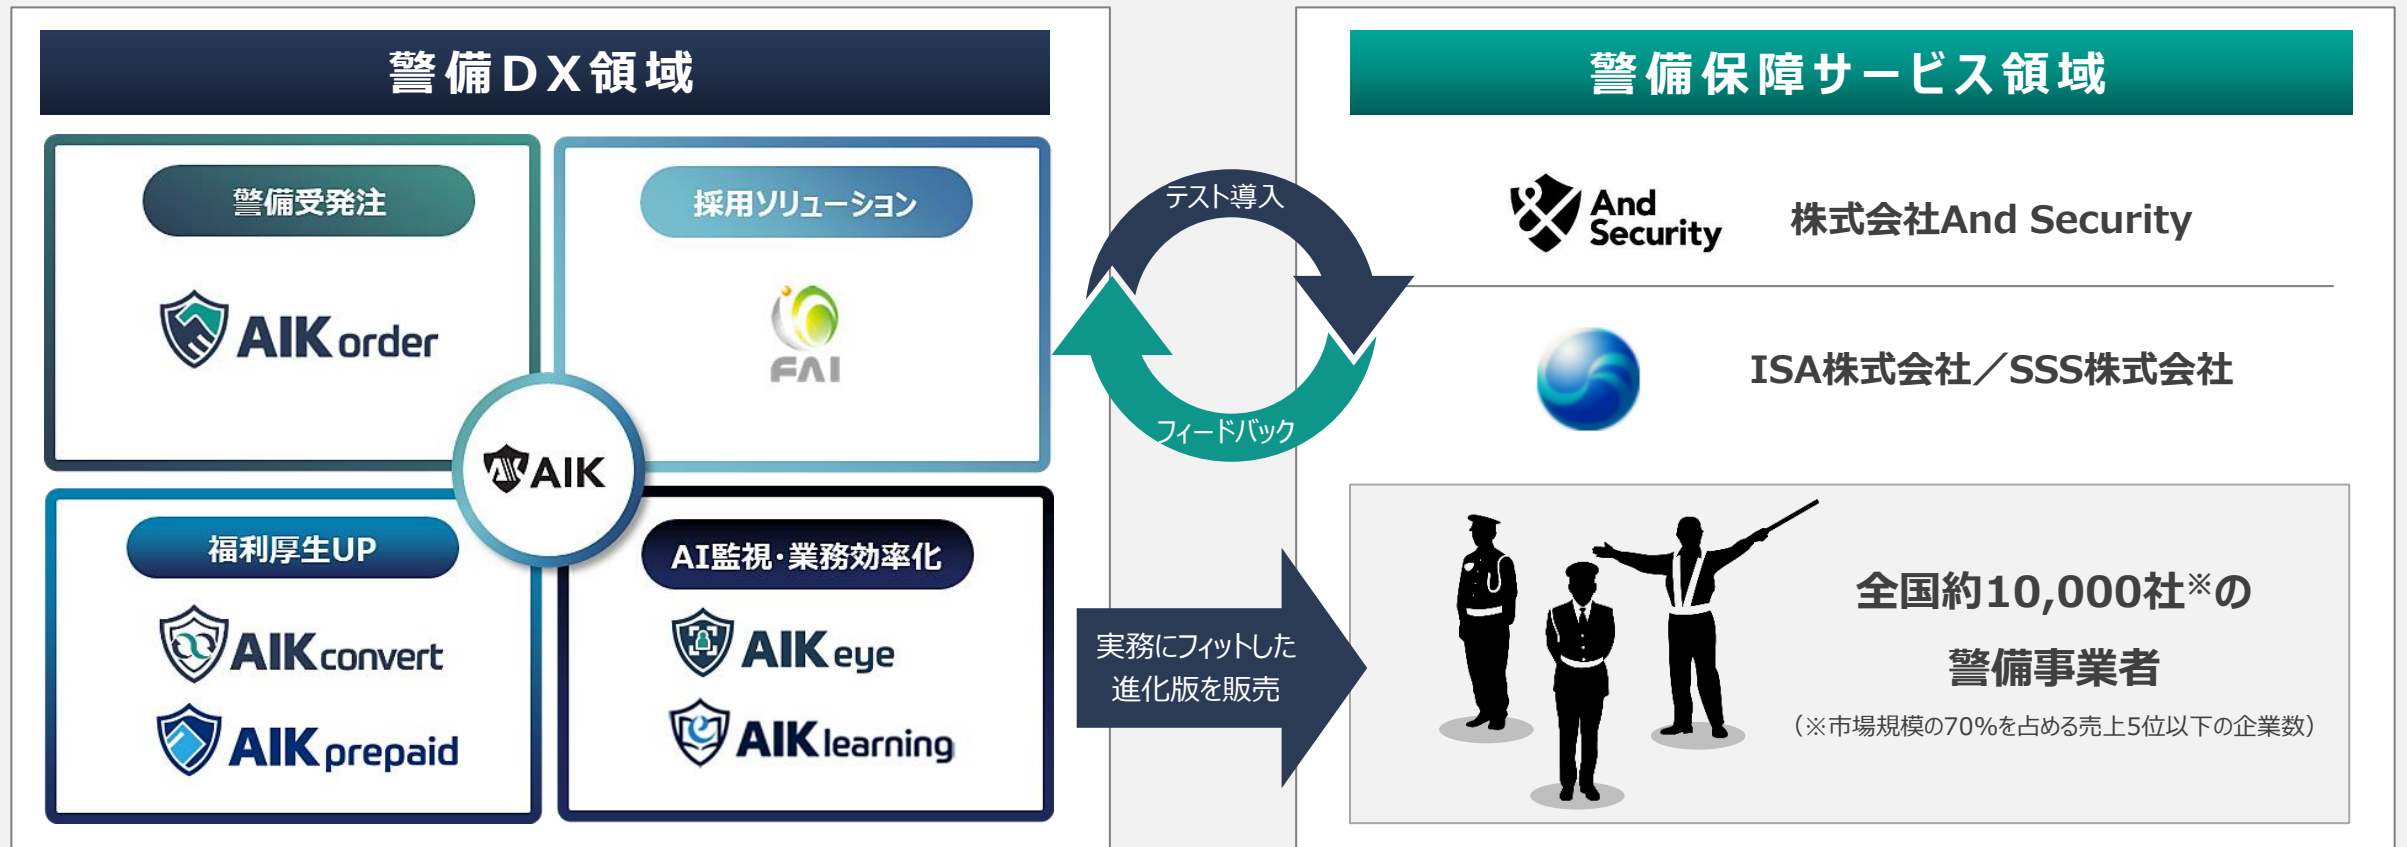 警備DX領域
警備受発注
AIK order
採用ソリューション
FAI
AIK
福利厚生UP
AIK convert
AIK prepaid
AI監視・業務効率化
AIK eye
AIK learning
テスト導入
フィードバック
実務にフィットした
進化版を販売
警備保障サービス領域
And
Security
株式会社And Security
ISA株式会社／SSS株式会社
全国約10,000社※の
警備事業者
（※市場規模の70%を占める売上5位以下の企業数）